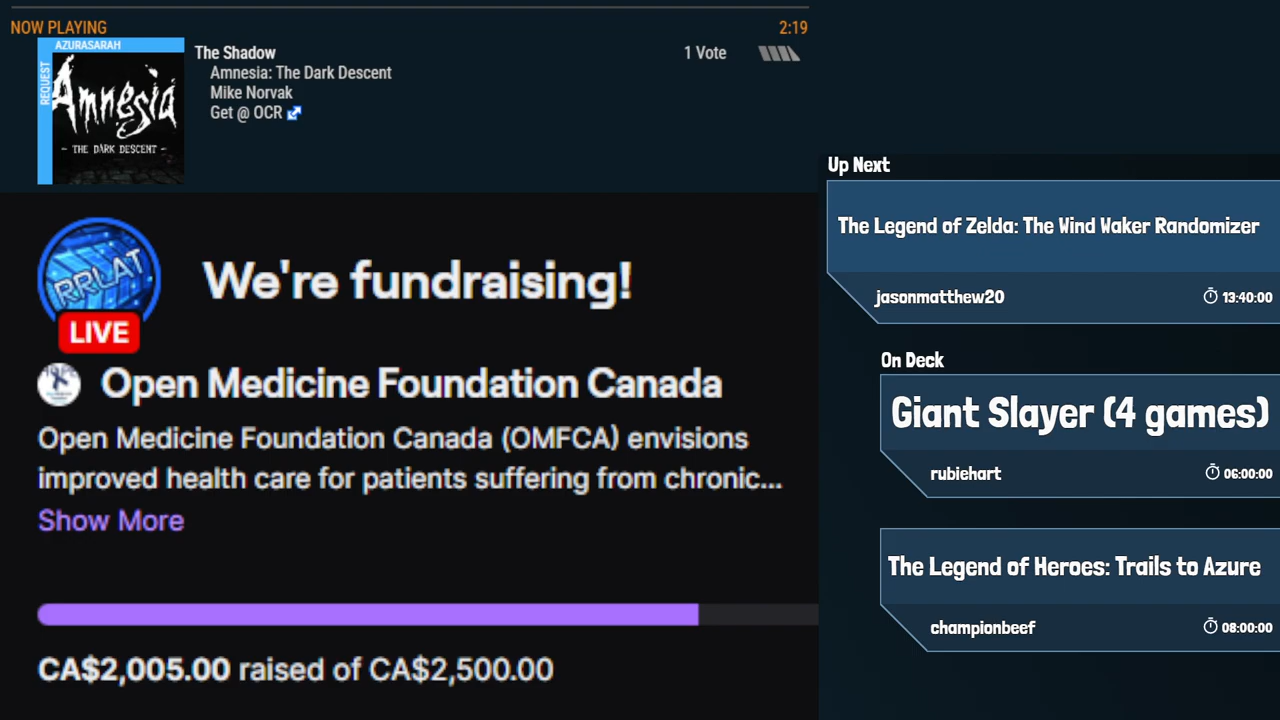 NOW PLAYING
2:19
AZURASARAH
REQUEST
Amnesia
- THE DARK DESCENT -
The Shadow
1 Vote
Amnesia: The Dark Descent
Mike Norvak
Get @ OCR
RRLAT
LIVE
We're fundraising!
Open Medicine Foundation Canada
Open Medicine Foundation Canada (OMFCA) envisions
improved health care for patients suffering from chronic...
Show More
CA$2,005.00 raised of CA$2,500.00
Up Next
The Legend of Zelda: The Wind Waker Randomizer
jasonmatthew20
13:40:00
On Deck
Giant Slayer (4 games)
rubiehart
06:00:00
The Legend of Heroes: Trails to Azure
championbeef
08:00:00